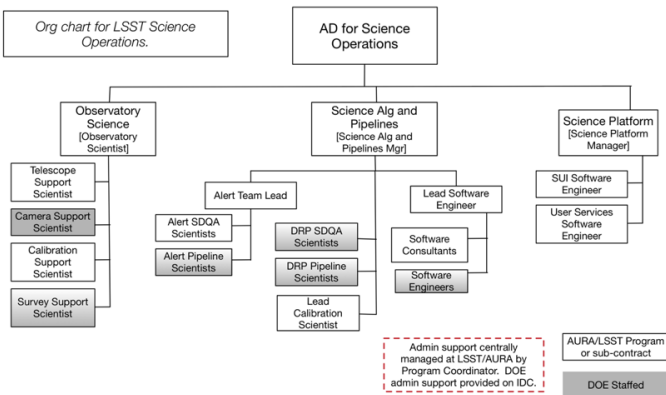 Org chart for LSST Science
Operations.
AD for Science
Operations
Observatory
Science
[Observatory
Scientist]
Science Alg and
Pipelines
[Science Alg and
Pipelines Mgr]
Science Platform
[Science Platform
Manager]
Telescope
Support
Scientist
Camera Support
Scientist
Calibration
Support
Scientist
Survey Support
Scientist
Alert Team Lead
Alert SDQA
Scientists
Alert Pipeline
Scientists
DRP SDQA
Scientists
DRP Pipeline
Scientists
Lead
Calibration
Scientist
Lead Software
Engineer
Software
Consultants
Software
Engineers
SUI Software
Engineer
User Services
Software
Engineer
Admin support centrally
managed at LSST/AURA by
Program Coordinator. DOE
admin support provided on IDC.
AURA/LSST Program
or sub-contract
DOE Staffed